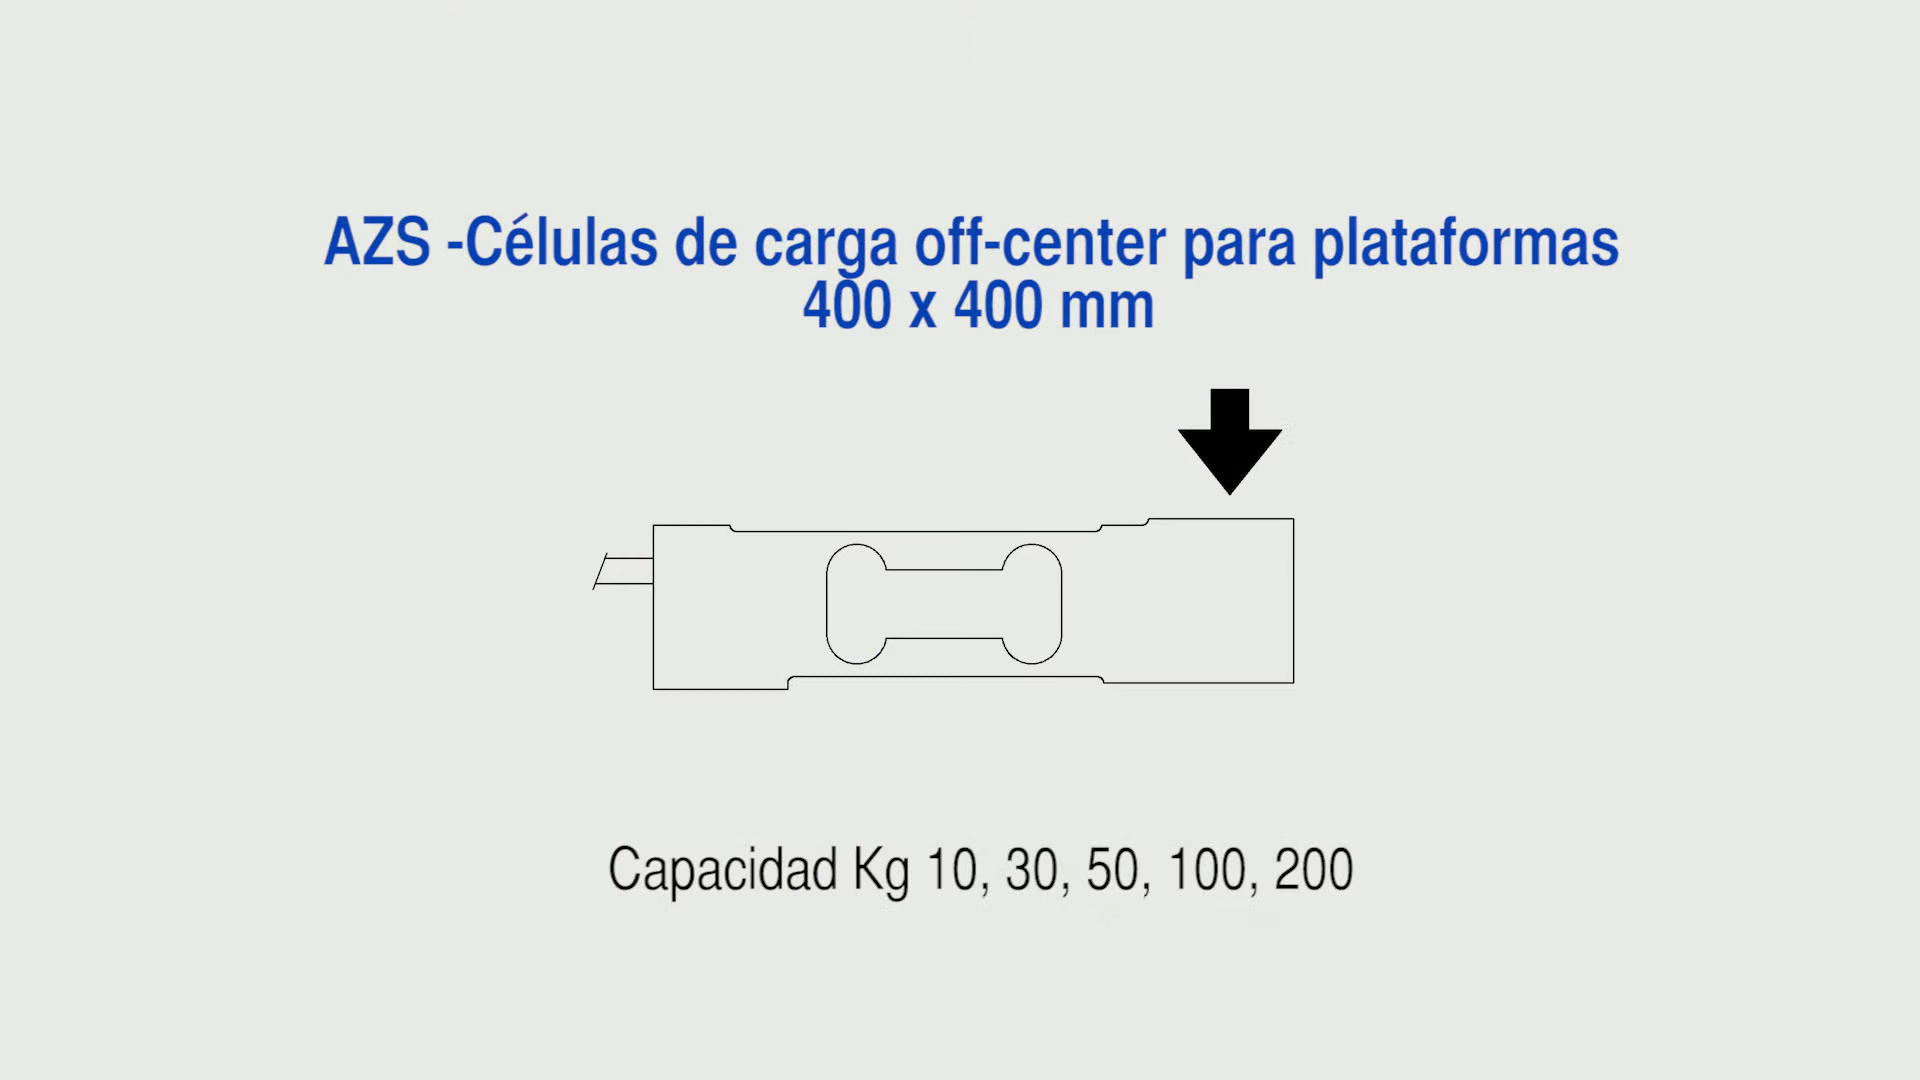 AZS -Células de carga off-center para plataformas
400 x 400 mm
Capacidad Kg 10, 30, 50, 100, 200